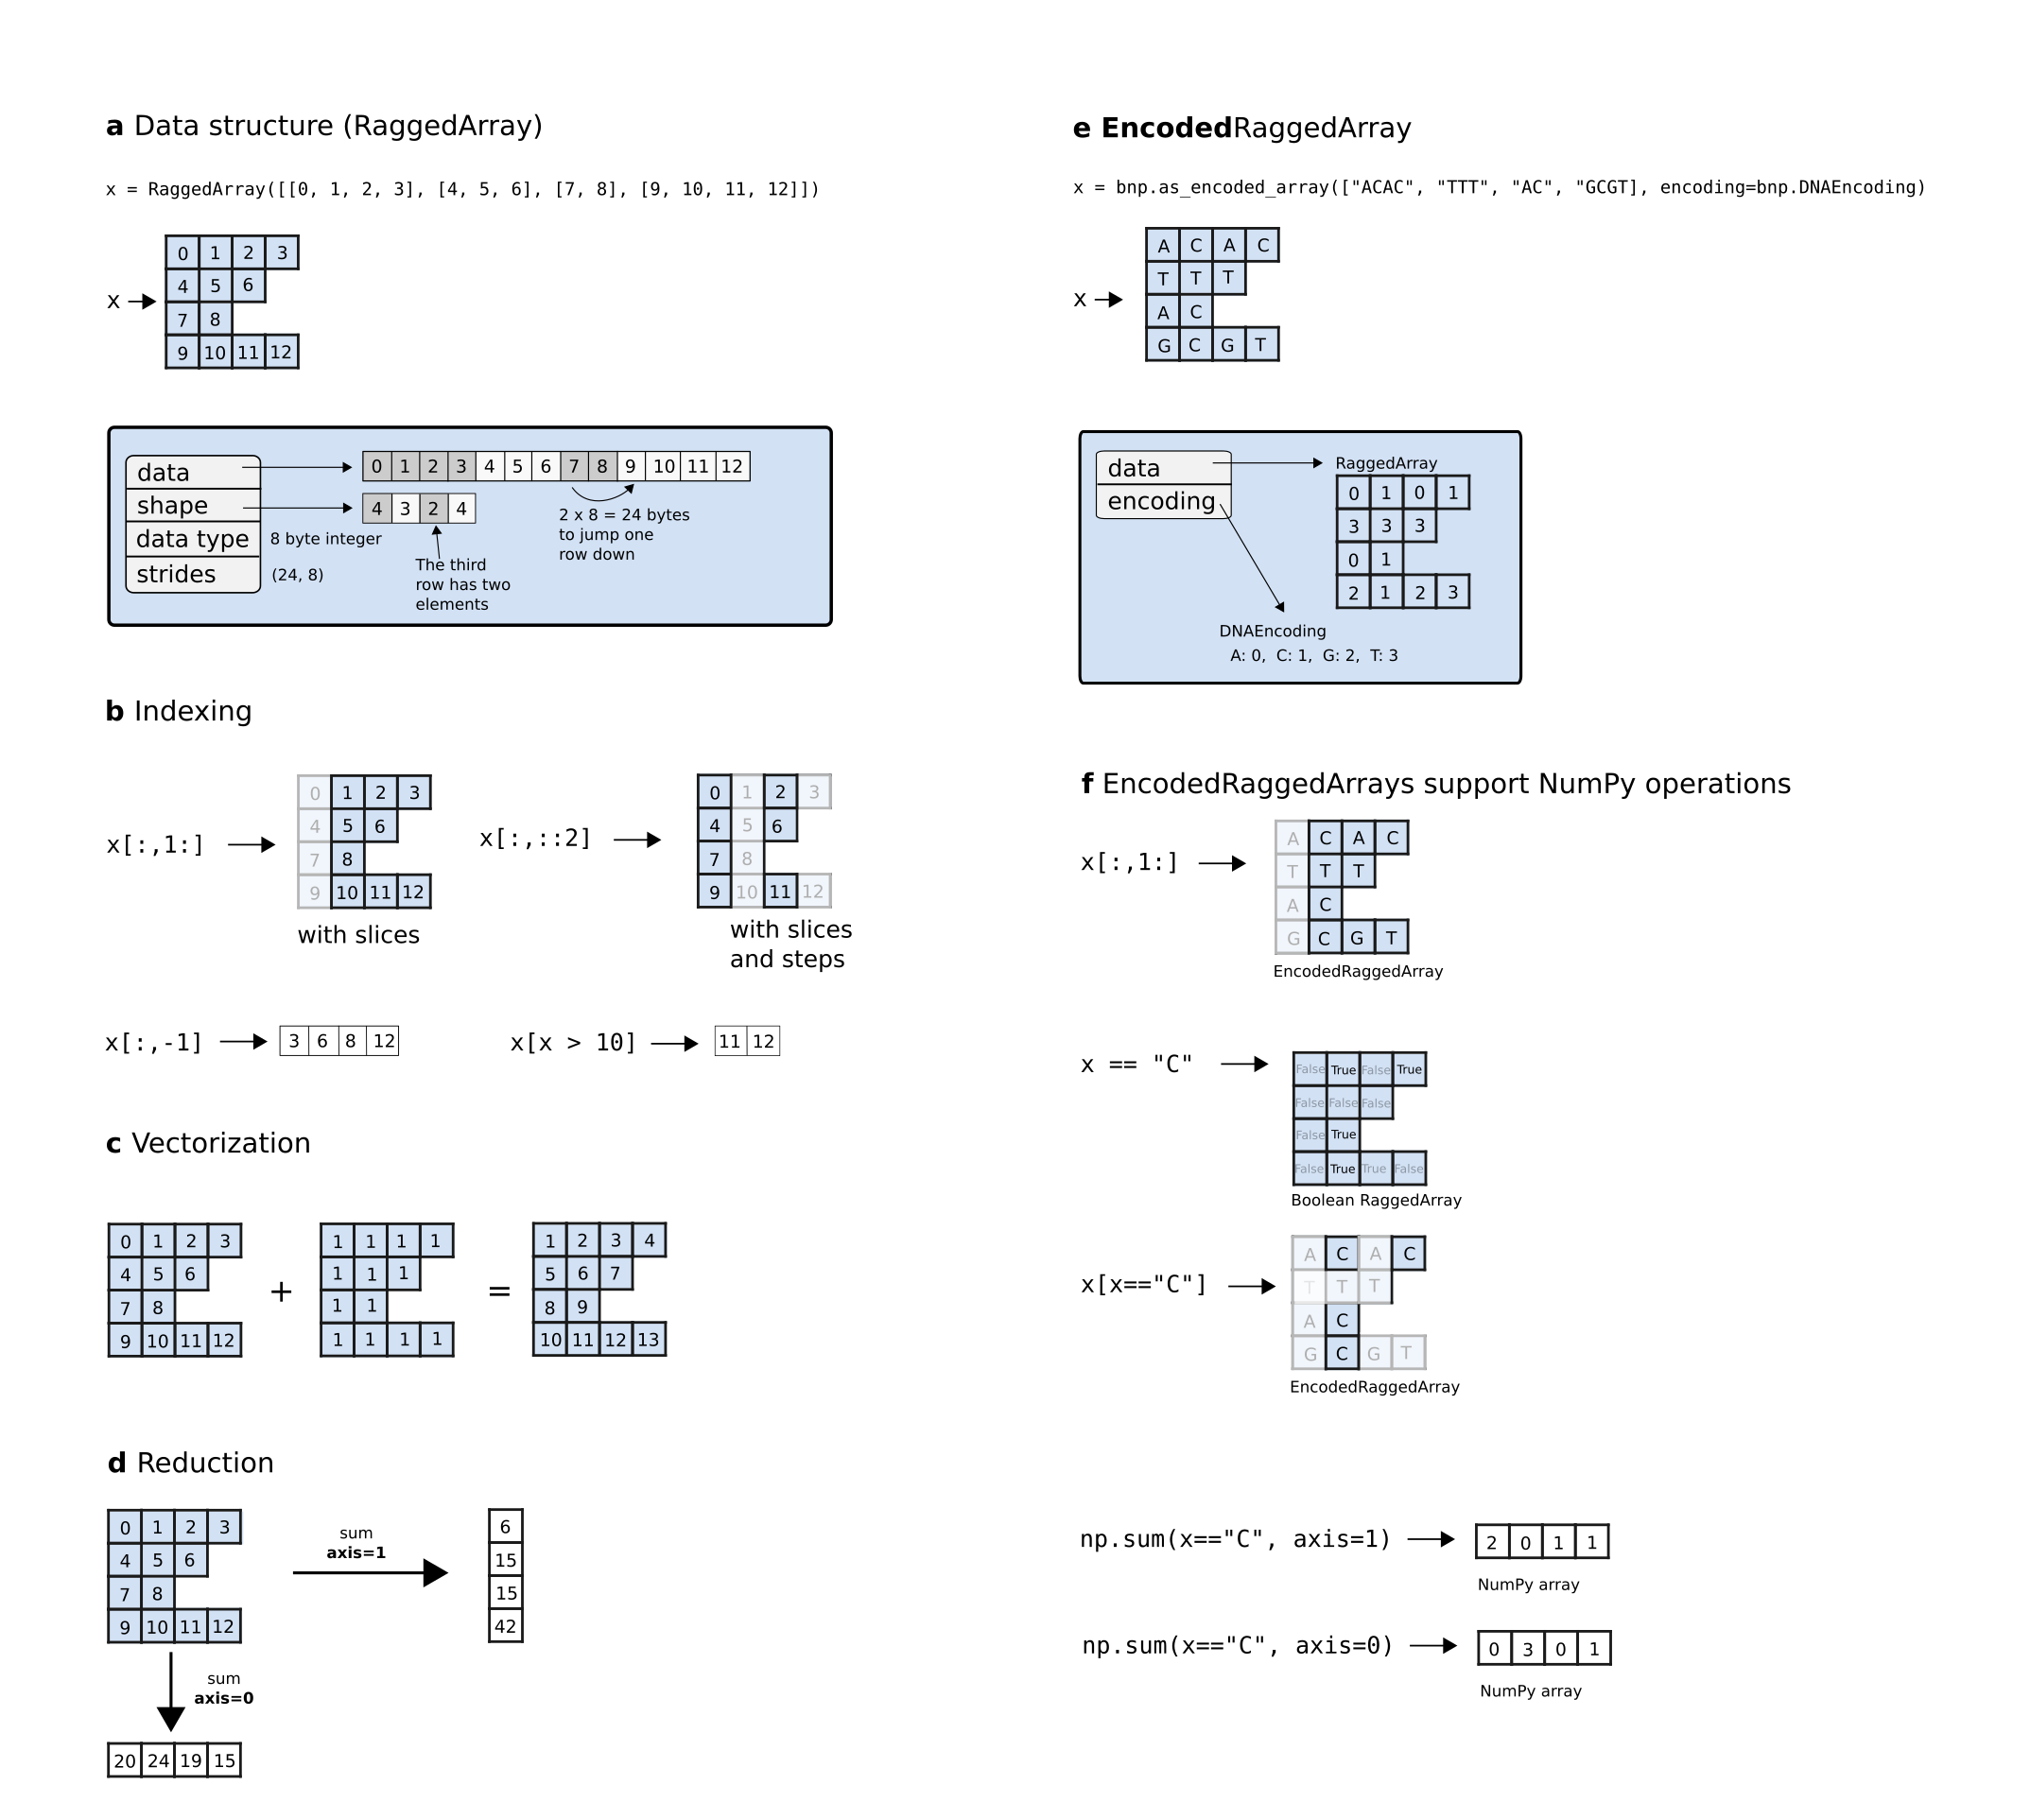 a Data structure (RaggedArray)
x = RaggedArray([[0, 1, 2, 3], [4, 5, 6], [7, 8], [9, 10, 11, 12]])
x
0 1 2 3
4 5 6
7 8
9 10 11 12
data
shape
data type
strides
0 1 2 3 4 5 6 7 8 9 10 11 12
4 3 2 4
8 byte integer
(24, 8)
The third
row has two
elements
2 x 8 = 24 bytes
to jump one
row down
b Indexing
x[:,1:]
0 1 2 3
4 5 6
7 8
9 10 11 12
with slices
x[:,::2]
0 1 2 3
4 5 6
7 8
9 10 11 12
with slices
and steps
x[:,-1]
3 6 8 12
x[x > 10]
11 12
c Vectorization
0 1 2 3
4 5 6
7 8
9 10 11 12
+
1 1 1 1
1 1 1
1 1
1 1 1 1
=
1 2 3 4
5 6 7
8 9
10 11 12 13
d Reduction
0 1 2 3
4 5 6
7 8
9 10 11 12
sum
axis=1
6
15
15
42
sum
axis=0
20 24 19 15
e EncodedRaggedArray
x = bnp.as_encoded_array(["ACAC", "TTT", "AC", "GCGT], encoding=bnp.DNAEncoding)
x
A C A C
T T T
A C
G C G T
data
encoding
RaggedArray
0 1 0 1
3 3 3
0 1
2 1 2 3
DNAEncoding
A: 0, C: 1, G: 2, T: 3
f EncodedRaggedArrays support NumPy operations
x[:,1:]
A C A C
T T T
A C
G C G T
EncodedRaggedArray
x == "C"
False True False True
False False False
False True
False True True False
Boolean RaggedArray
x[x=="C"]
A C A C
T T T
A C
G C G T
EncodedRaggedArray
np.sum(x=="C", axis=1)
2 0 1 1
NumPy array
np.sum(x=="C", axis=0)
0 3 0 1
NumPy array